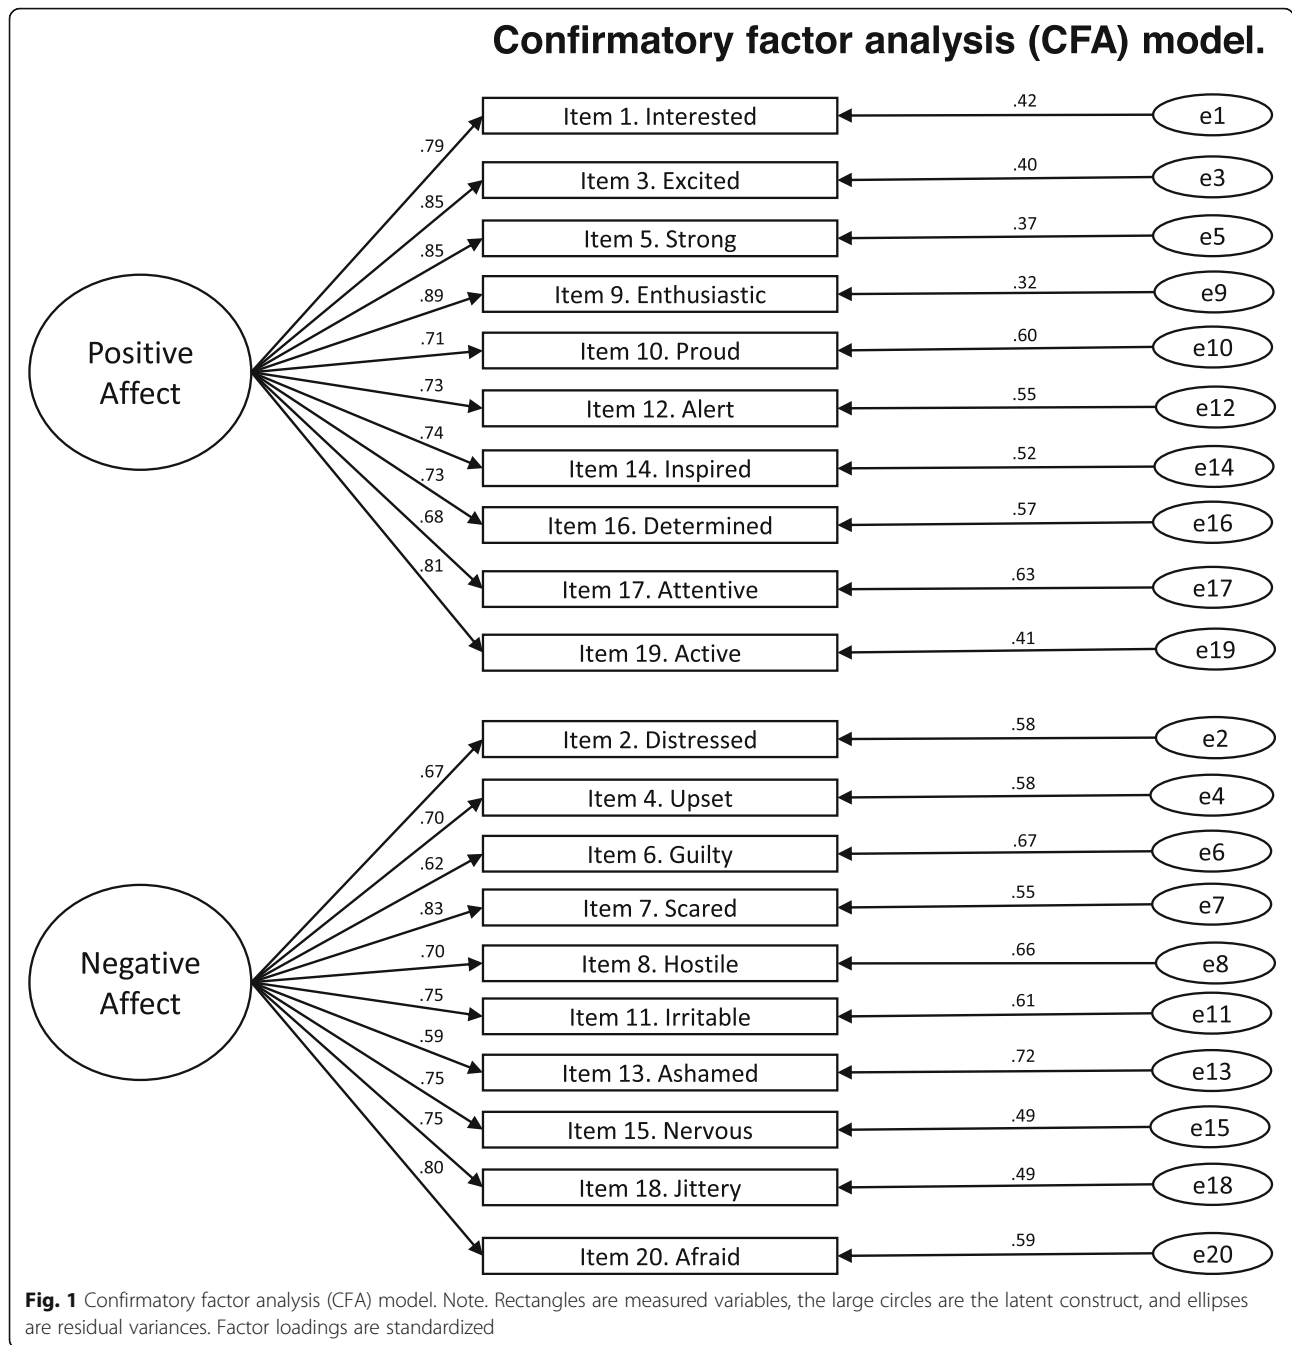 Confirmatory factor analysis (CFA) model.
.79
Item 1. Interested
.42
e1
.85
Item 3. Excited
.40
e3
.85
Item 5. Strong
.37
e5
.89
Item 9. Enthusiastic
.32
e9
Positive
Affect
.71
Item 10. Proud
.60
e10
.73
Item 12. Alert
.55
e12
.74
Item 14. Inspired
.52
e14
.73
Item 16. Determined
.57
e16
.68
Item 17. Attentive
.63
e17
.81
Item 19. Active
.41
e19
.67
Item 2. Distressed
.58
e2
.70
Item 4. Upset
.58
e4
.62
Item 6. Guilty
.67
e6
.83
Item 7. Scared
.55
e7
Negative
Affect
.70
Item 8. Hostile
.66
e8
.75
Item 11. Irritable
.61
e11
.59
Item 13. Ashamed
.72
e13
.75
Item 15. Nervous
.49
e15
.75
Item 18. Jittery
.49
e18
.80
Item 20. Afraid
.59
e20
Fig. 1 Confirmatory factor analysis (CFA) model. Note. Rectangles are measured variables, the large circles are the latent construct, and ellipses
are residual variances. Factor loadings are standardized